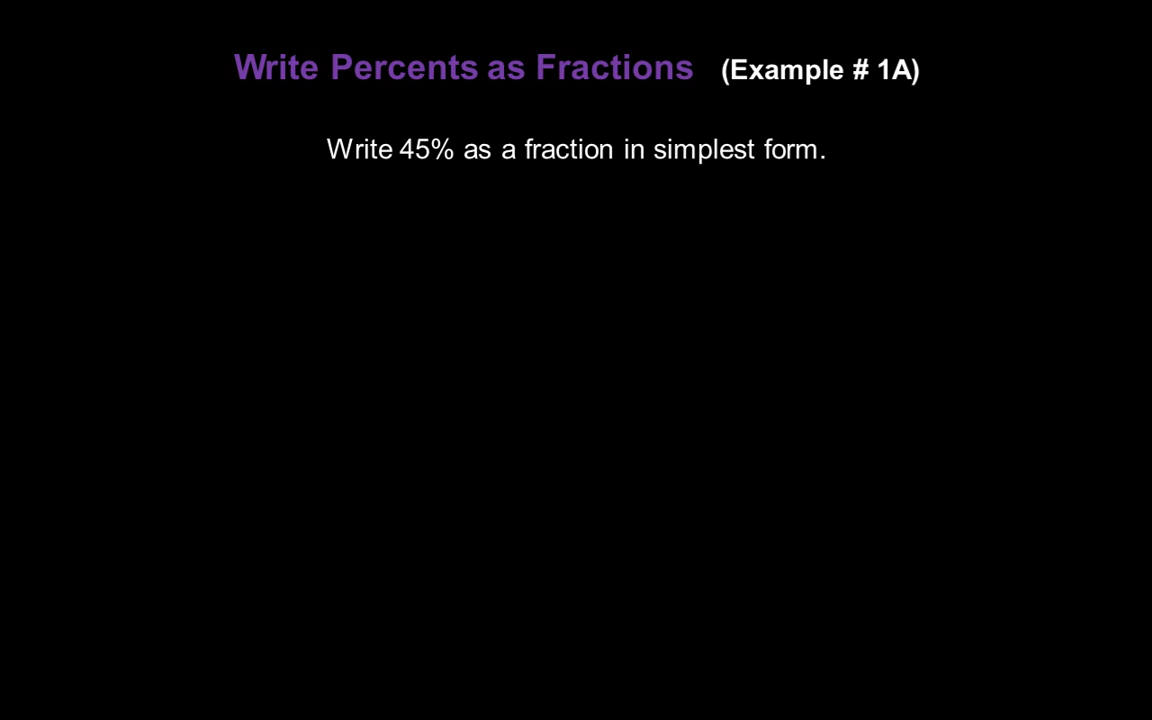 Write Percents as Fractions (Example # 1A)
Write 45% as a fraction in simplest form.